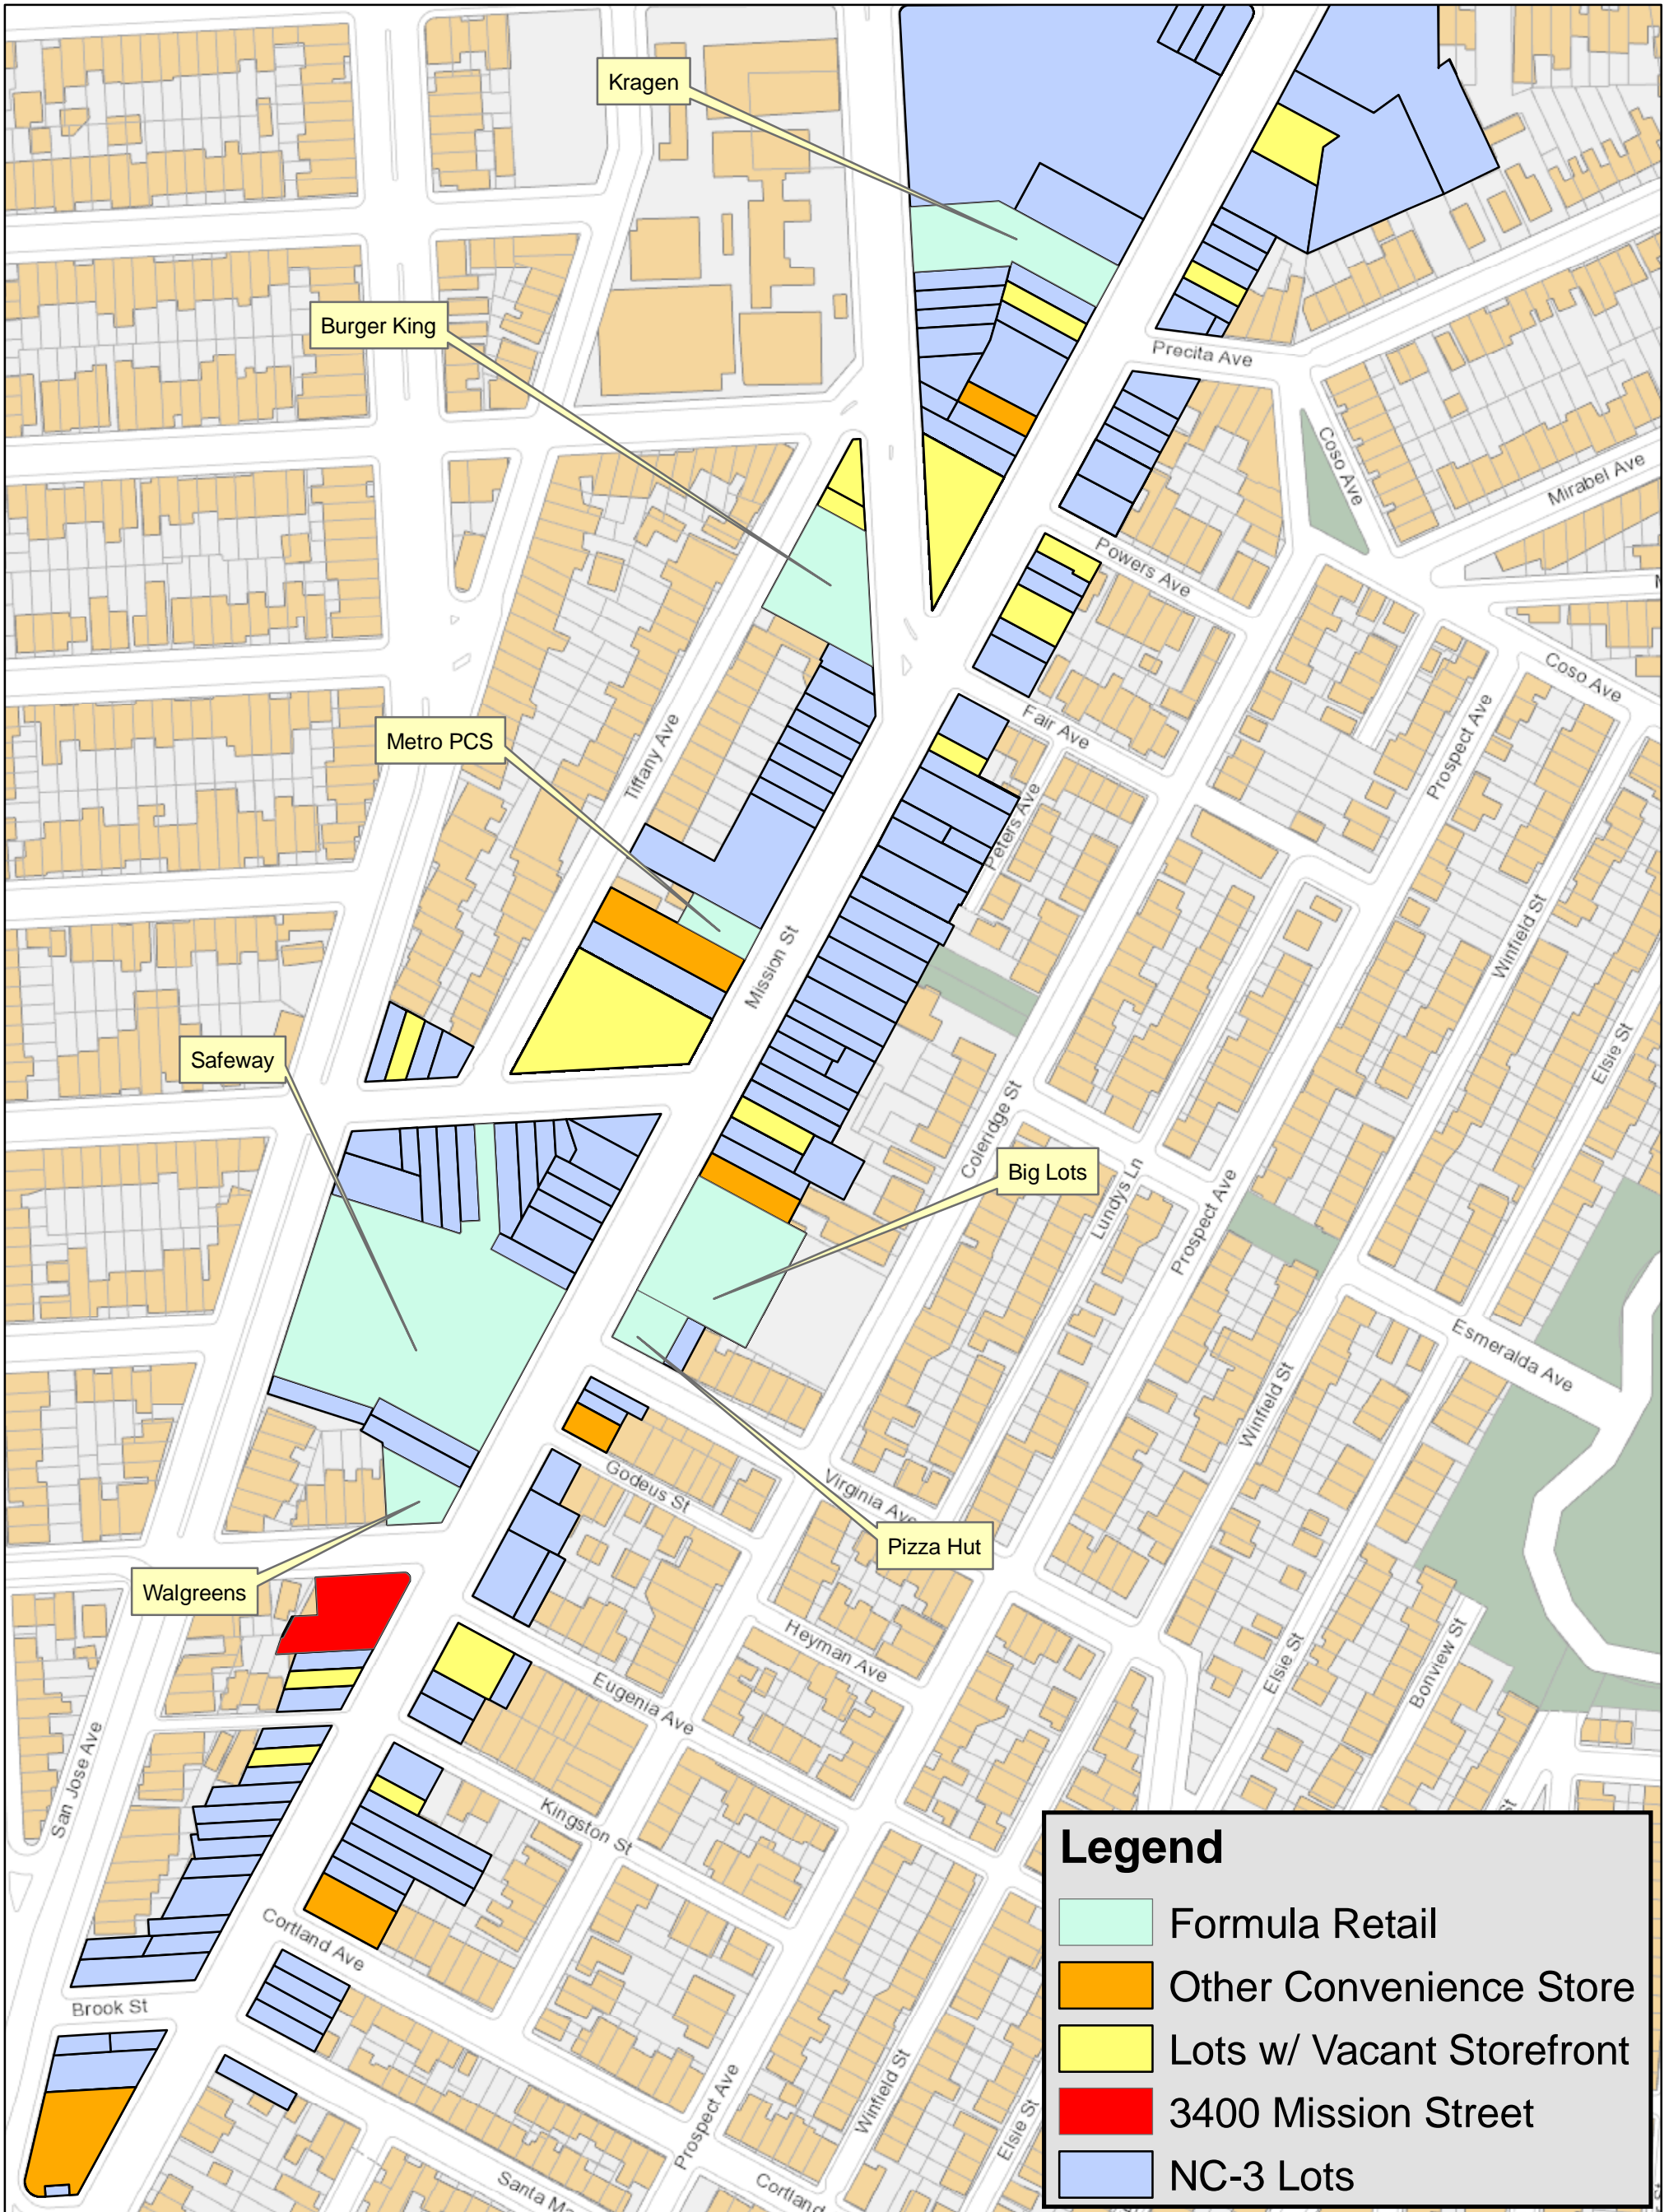 Kragen
Burger King
Precita Ave
Coso Ave
Mirabel Ave
Powers Ave
Coso Ave
Fair Ave
Prospect Ave
Metro PCS
Tiffany Ave
Peters Ave
Mission St
Winfield St
Elsie St
Safeway
Coleridge St
Big Lots
Lundys Ln
Prospect Ave
Esmeralda Ave
Winfield St
Godeus St
Virginia Ave
Pizza Hut
Walgreens
Heyman Ave
Eugenia Ave
Elsie St
Bonview St
San Jose Ave
Kingston St
Cortland Ave
Brook St
Prospect Ave
Winfield St
Elsie St
Santa Ma
Cortland
Legend
Formula Retail
Other Convenience Store
Lots w/ Vacant Storefront
3400 Mission Street
NC-3 Lots